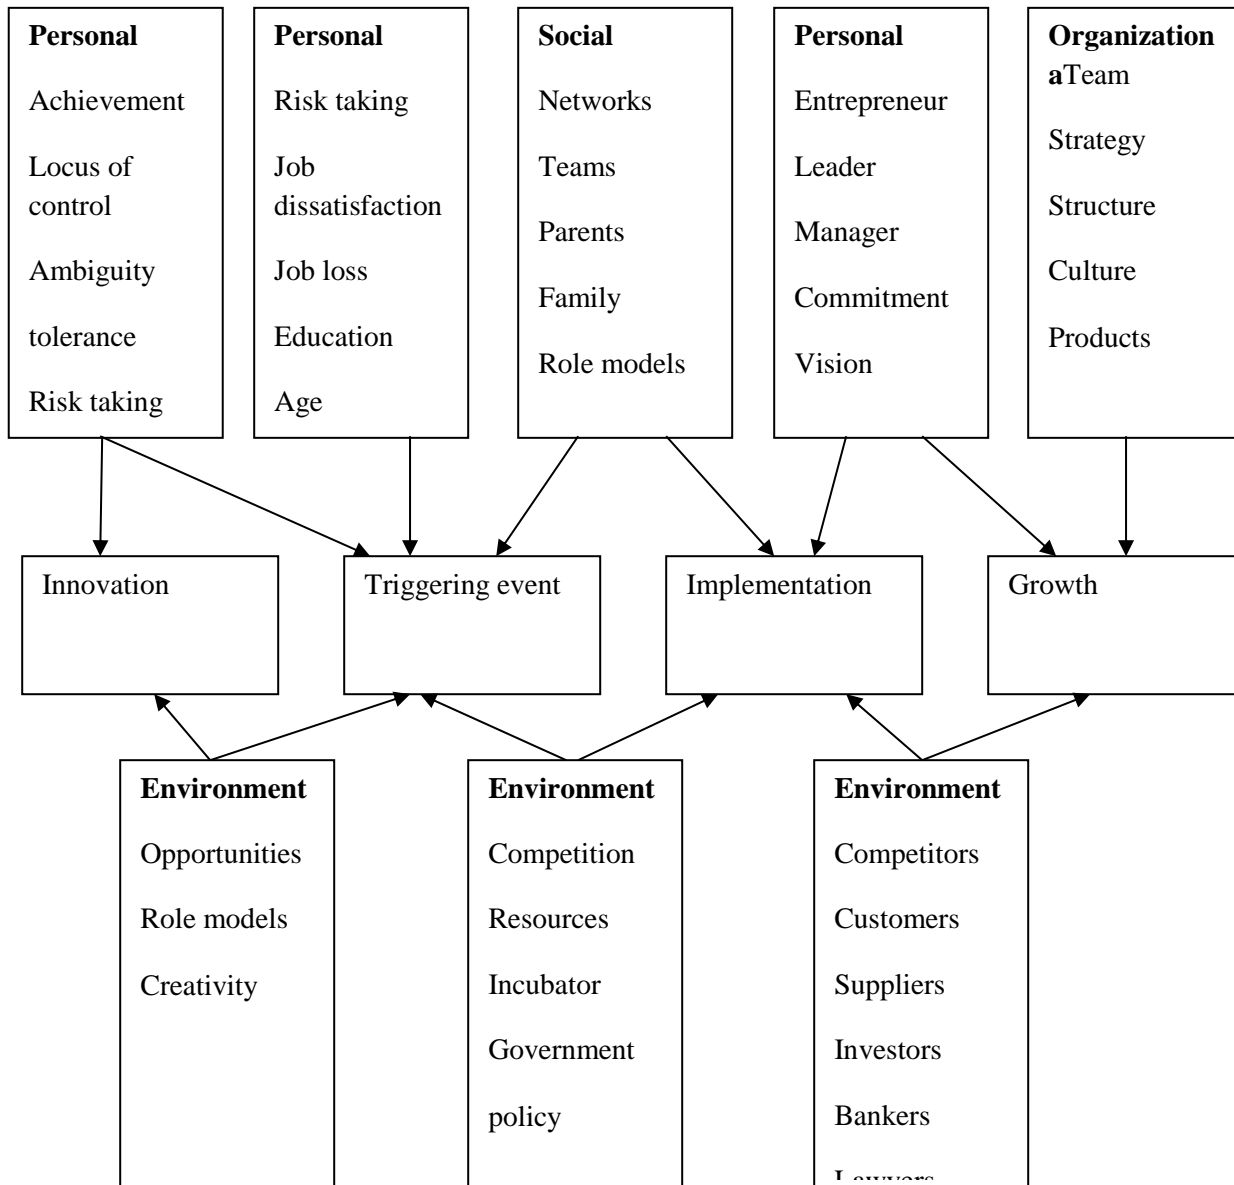 Personal
Achievement
Locus of
control
Ambiguity
tolerance
Risk taking
Personal
Risk taking
Job
dissatisfaction
Job loss
Education
Age
Social
Networks
Teams
Parents
Family
Role models
Personal
Entrepreneur
Leader
Manager
Commitment
Vision
Organization
aTeam
Strategy
Structure
Culture
Products
Innovation
Triggering event
Implementation
Growth
Environment
Opportunities
Role models
Creativity
Environment
Competition
Resources
Incubator
Government
policy
Environment
Competitors
Customers
Suppliers
Investors
Bankers
Lawyers